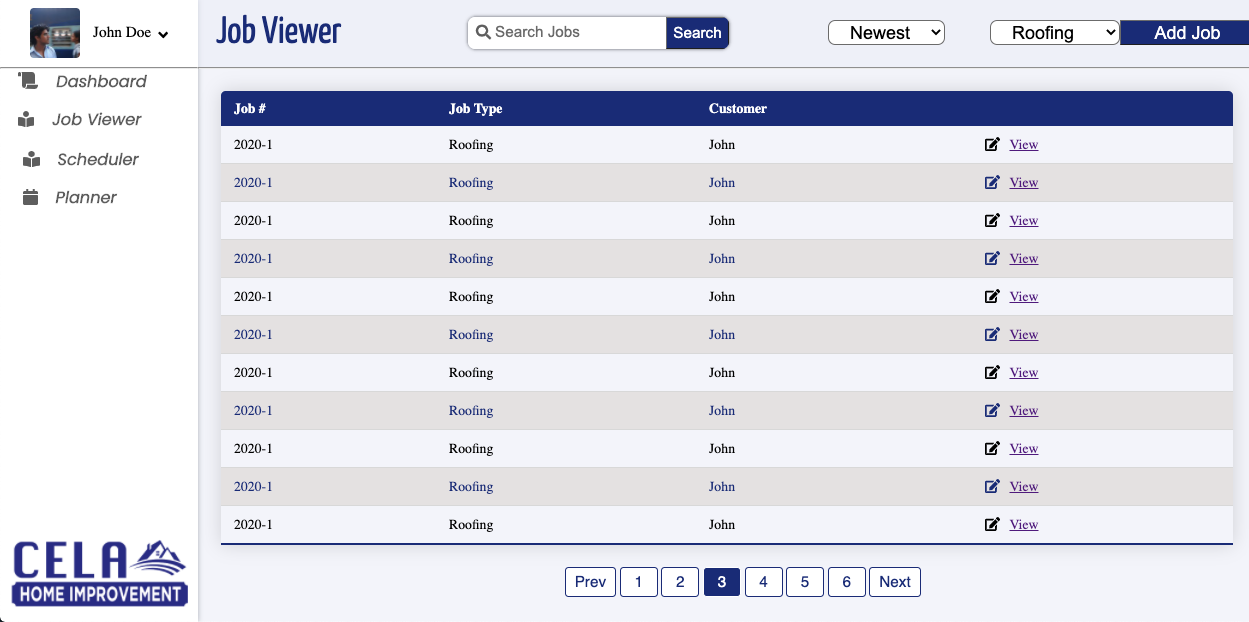 John Doe
Job Viewer
Search Jobs
Search
Newest
Roofing
Add Job
Dashboard
Job Viewer
Scheduler
Planner
Job # Job Type Customer
2020-1 Roofing John View
2020-1 Roofing John View
2020-1 Roofing John View
2020-1 Roofing John View
2020-1 Roofing John View
2020-1 Roofing John View
2020-1 Roofing John View
2020-1 Roofing John View
2020-1 Roofing John View
2020-1 Roofing John View
2020-1 Roofing John View
Prev 1 2 3 4 5 6 Next
CELA
HOME IMPROVEMENT